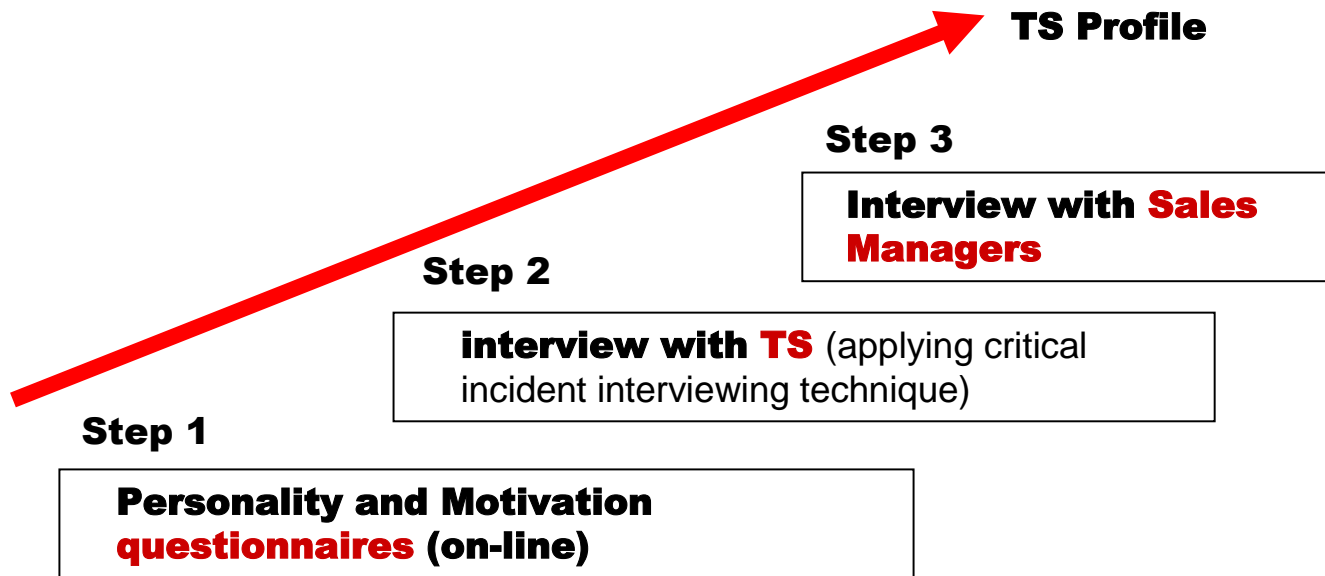 TS Profile
Step 3
Interview with Sales
Managers
Step 2
interview with TS (applying critical
incident interviewing technique)
Step 1
Personality and Motivation
questionnaires (on-line)